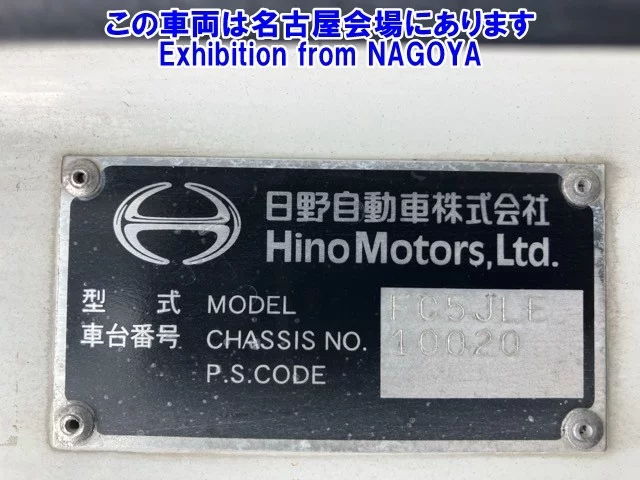 この車両は名古屋会場にあります
Exhibition from NAGOYA
日野自動車株式会社
Hino Motors, Ltd.
型 式 MODEL FC5JLE
車台番号 CHASSIS NO. 10020
P.S.CODE